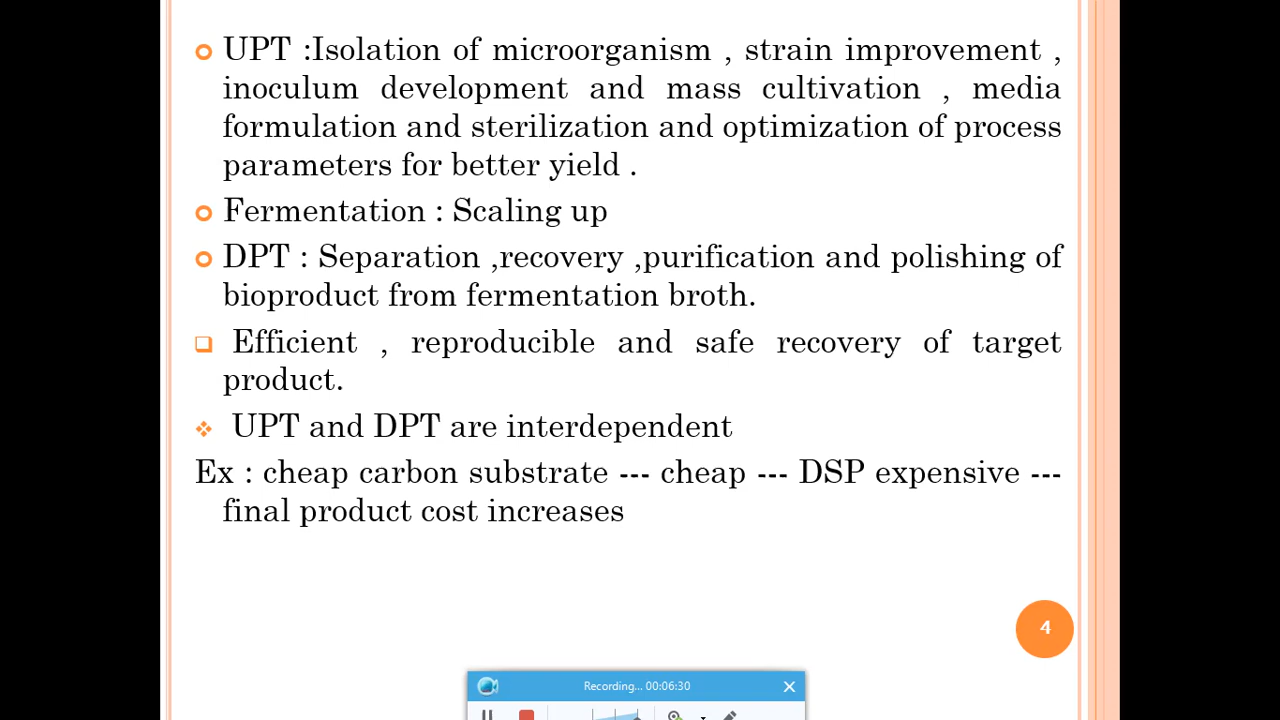 UPT :Isolation of microorganism , strain improvement ,
inoculum development and mass cultivation , media
formulation and sterilization and optimization of process
parameters for better yield .
Fermentation : Scaling up
DPT : Separation ,recovery ,purification and polishing of
bioproduct from fermentation broth.
Efficient , reproducible and safe recovery of target
product.
UPT and DPT are interdependent
Ex : cheap carbon substrate --- cheap --- DSP expensive ---
final product cost increases
4
Recording... 00:06:30